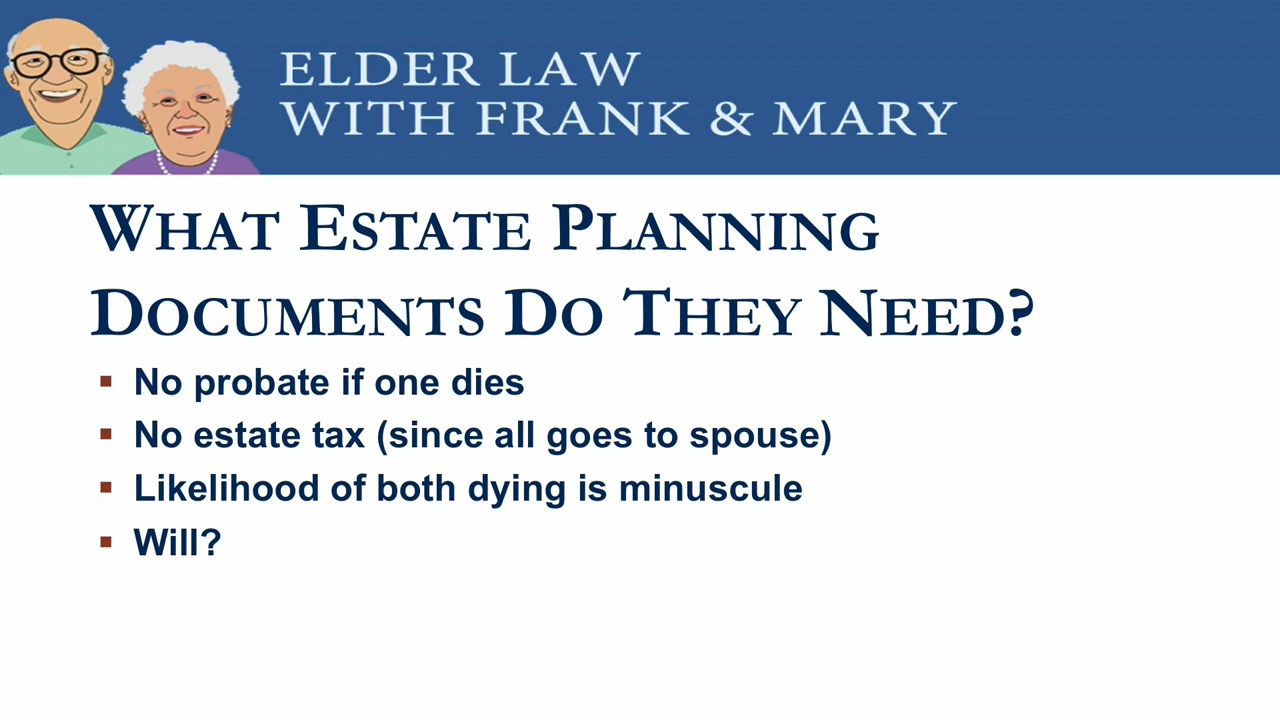 ELDER LAW
WITH FRANK & MARY
WHAT ESTATE PLANNING
DOCUMENTS DO THEY NEED?
▪ No probate if one dies
▪ No estate tax (since all goes to spouse)
▪ Likelihood of both dying is minuscule
▪ Will?